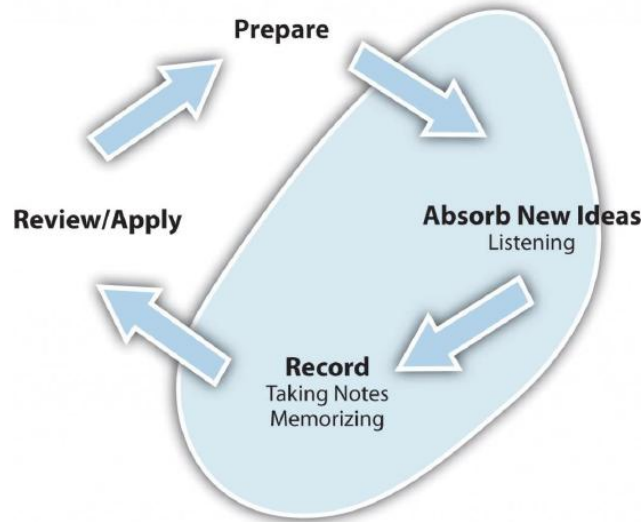 Prepare
Absorb New Ideas
Listening
Record
Taking Notes
Memorizing
Review/Apply